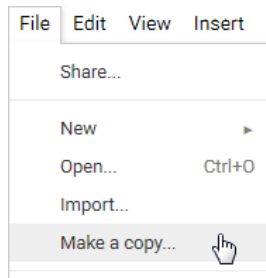 File Edit View Insert
Share...
New ►
Open... Ctrl+O
Import...
Make a copy...